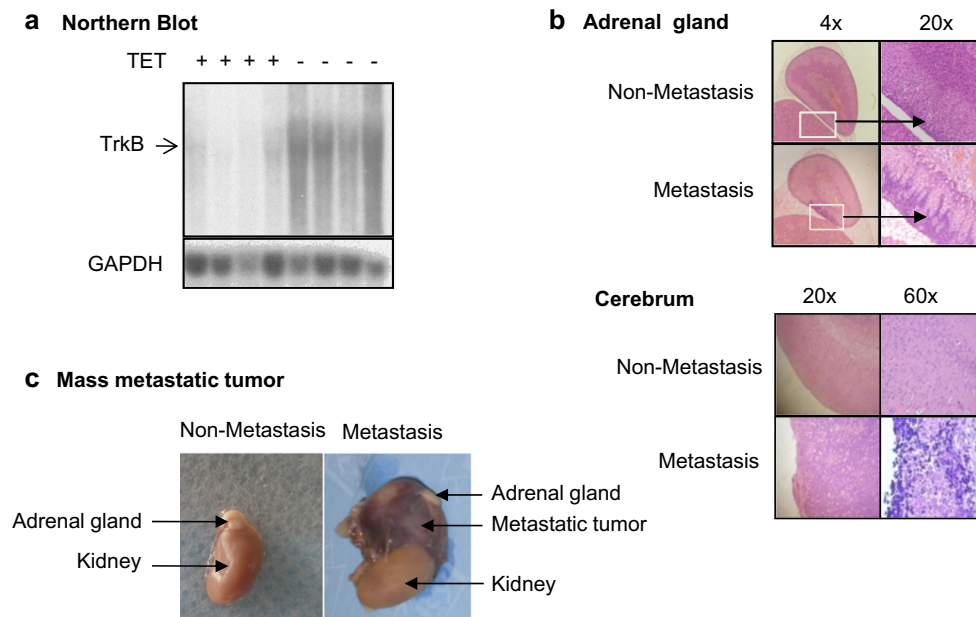 a Northern Blot
TET + + + + - - - -
TrkB
GAPDH
b Adrenal gland
4x 20x
Non-Metastasis
Metastasis
Cerebrum
20x 60x
Non-Metastasis
Metastasis
c Mass metastatic tumor
Non-Metastasis Metastasis
Adrenal gland
Kidney
Adrenal gland
Metastatic tumor
Kidney